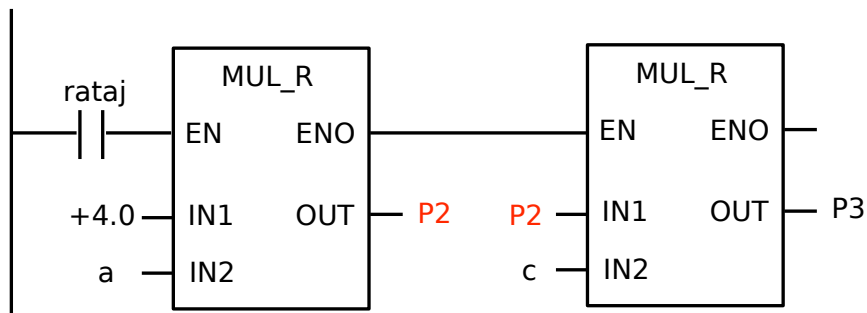 MUL_R
MUL_R
rataj
EN ENO
EN ENO
+4.0 IN1 OUT P2
P2 IN1 OUT P3
a IN2
c IN2